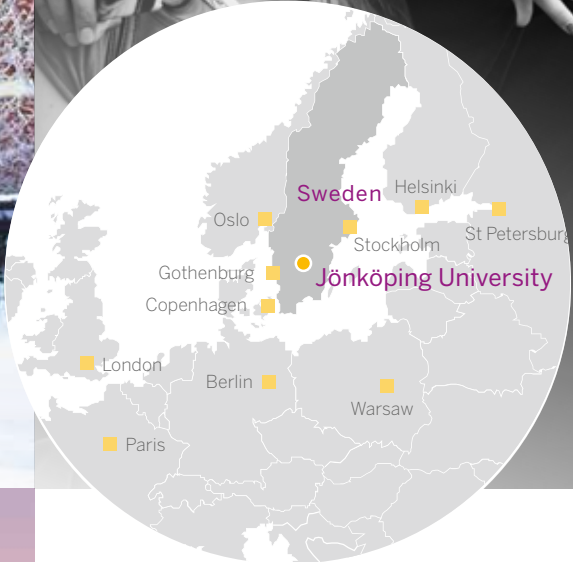 Sweden
Helsinki
Oslo
Stockholm
St Petersburg
Gothenburg
Jönköping University
Copenhagen
London
Berlin
Warsaw
Paris